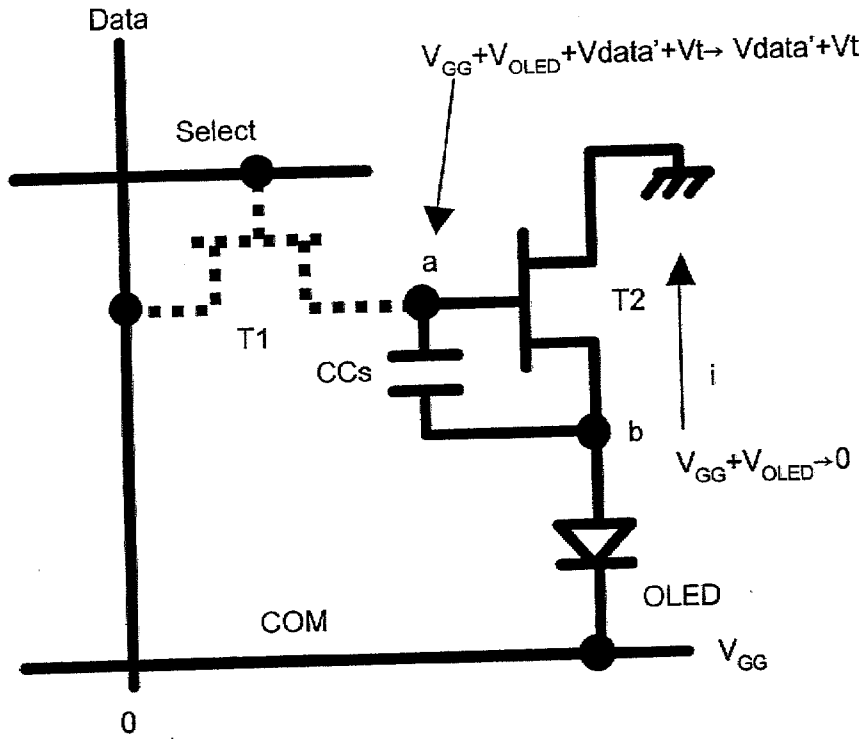 Data
V_GG+V_OLED+Vdata'+Vt→ Vdata'+Vt
Select
a
T1
T2
CCs
i
b
V_GG+V_OLED→0
OLED
COM
V_GG
0